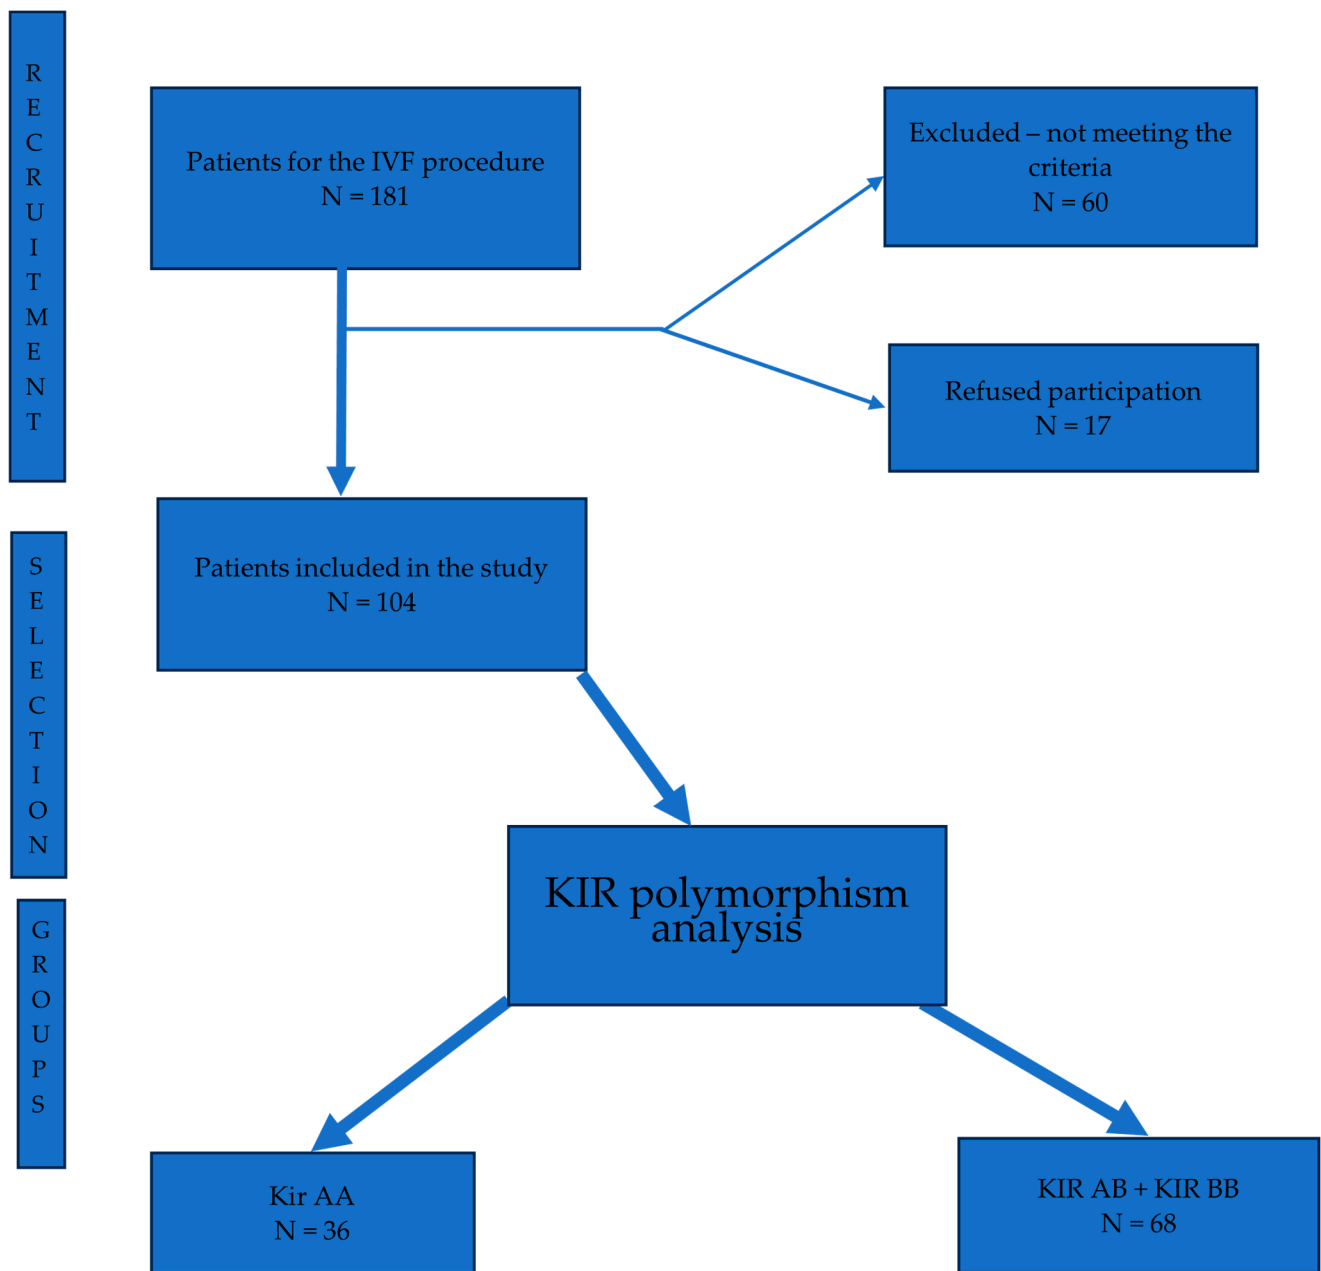 RECRUITMENT
Patients for the IVF procedure
N = 181
Excluded – not meeting the
criteria
N = 60
Refused participation
N = 17
SELECTION
Patients included in the study
N = 104
KIR polymorphism
analysis
GROUPS
Kir AA
N = 36
KIR AB + KIR BB
N = 68